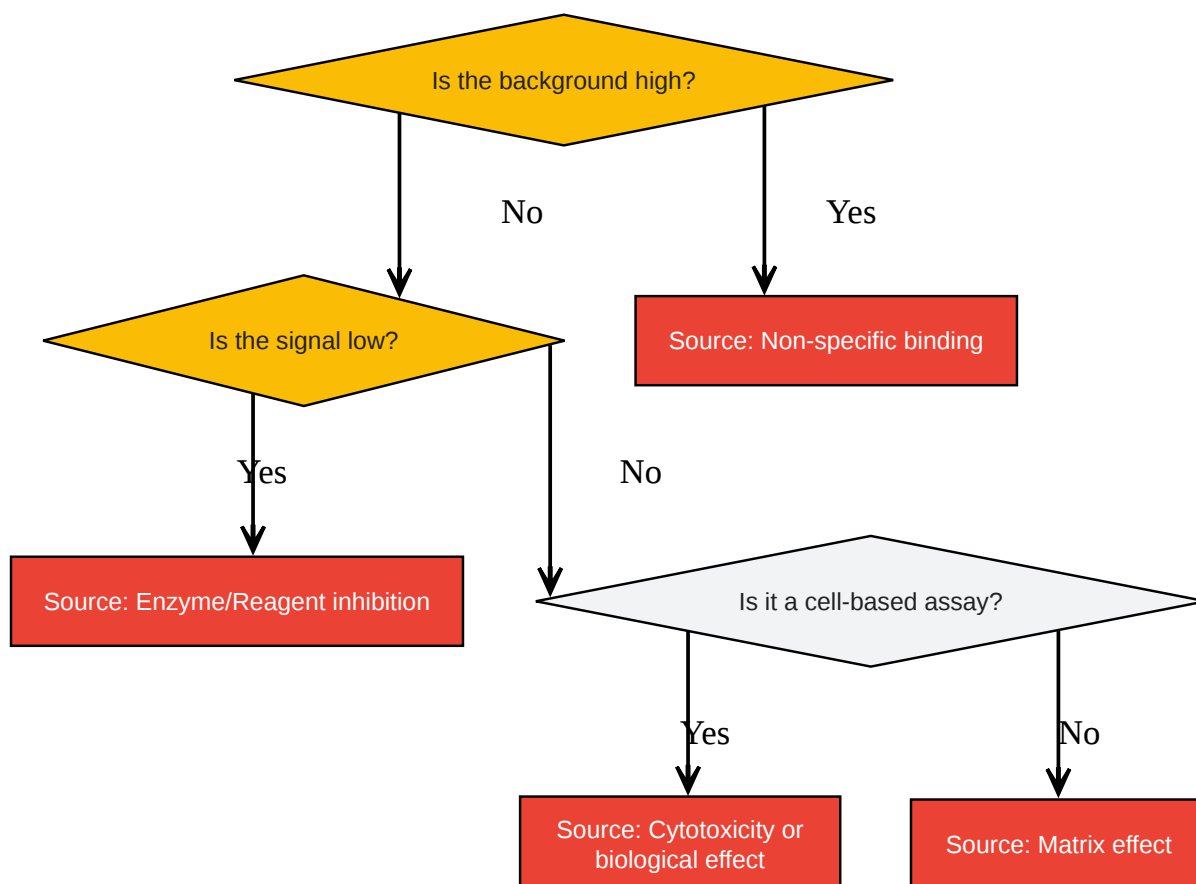 Is the background high?
No
Yes
Is the signal low?
Source: Non-specific binding
Yes
No
Source: Enzyme/Reagent inhibition
Is it a cell-based assay?
Yes
No
Source: Cytotoxicity or
biological effect
Source: Matrix effect